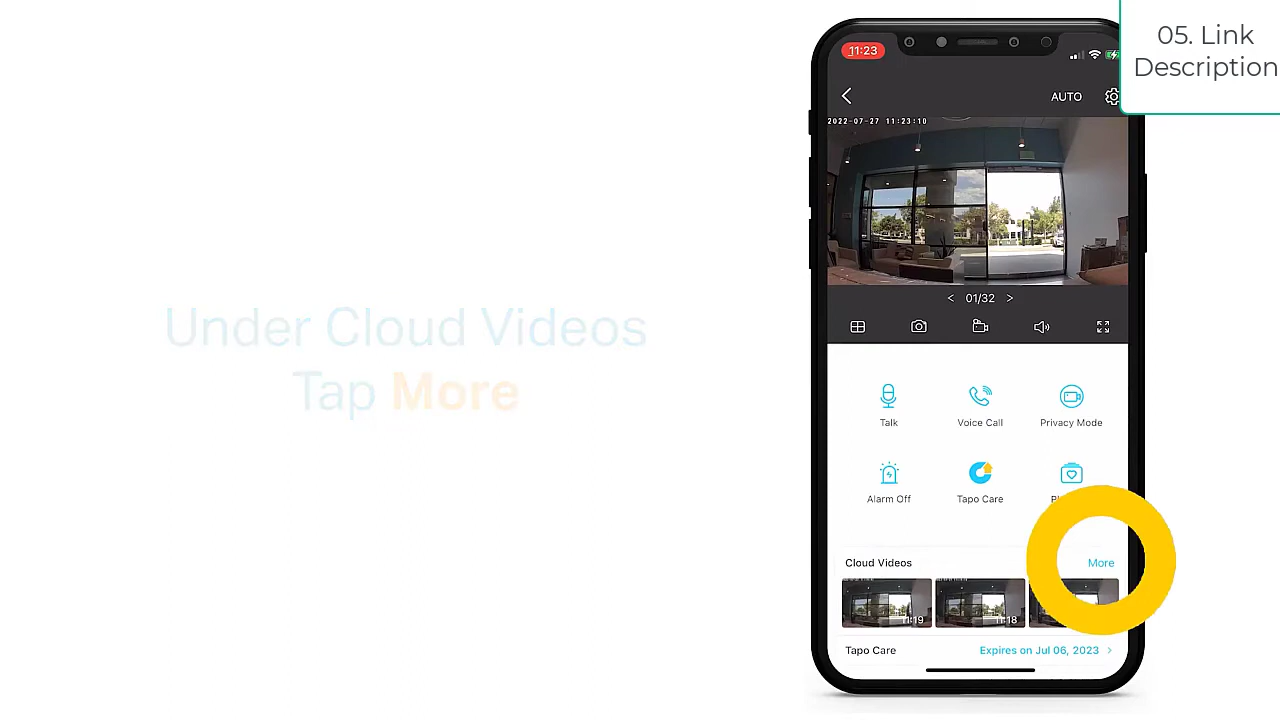 05. Link
Description
11:23
AUTO
2022-07-27 11:23:10
< 01/32 >
Under Cloud Videos
Tap More
Talk
Voice Call
Privacy Mode
Alarm Off
Tapo Care
Cloud Videos
More
11:19
11:18
Tapo Care
Expires on Jul 06, 2023 >